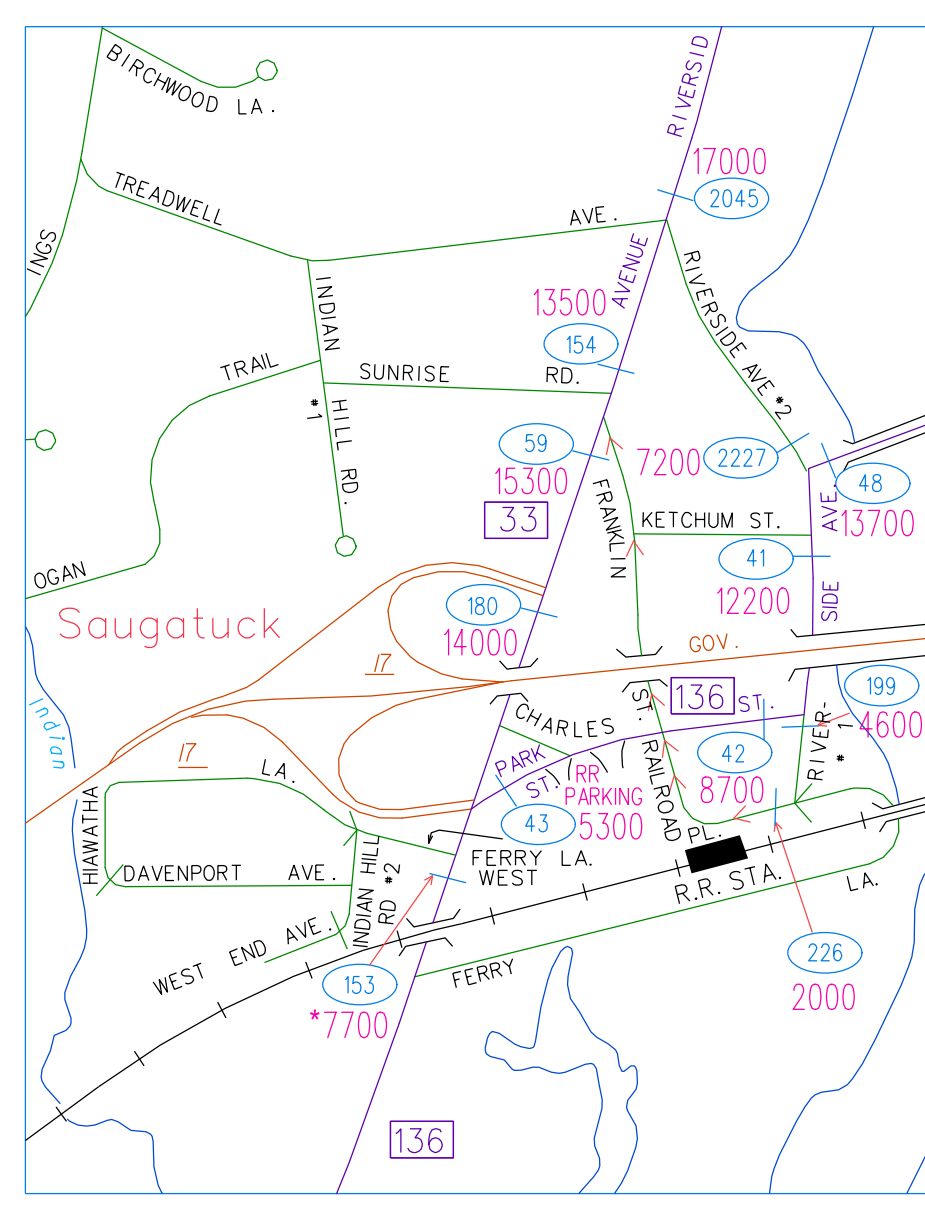 BIRCHWOOD LA.
RIVERSID
17000
2045
TREADWELL
AVE.
INGS
AVENUE
RIVERSIDE AVE #2
INDIAN
13500
154
TRAIL
SUNRISE
RD.
#1
HILL RD.
59
7200
2227
15300
48
33
FRANKLIN
KETCHUM ST.
AVE.
13700
41
OGAN
12200
SIDE
Saugatuck
180
14000
GOV.
17
136
199
Indian
ST.
ST.
CHARLES
RIVER-
4600
17
PARK
42
# 1
LA.
ST.
RR
PARKING
RAILROAD
8700
HIAWATHA
43
5300
PL.
INDIAN HILL
RD #2
FERRY LA.
WEST
DAVENPORT
AVE.
R.R. STA.
LA.
WEST END AVE.
226
FERRY
153
2000
*7700
136